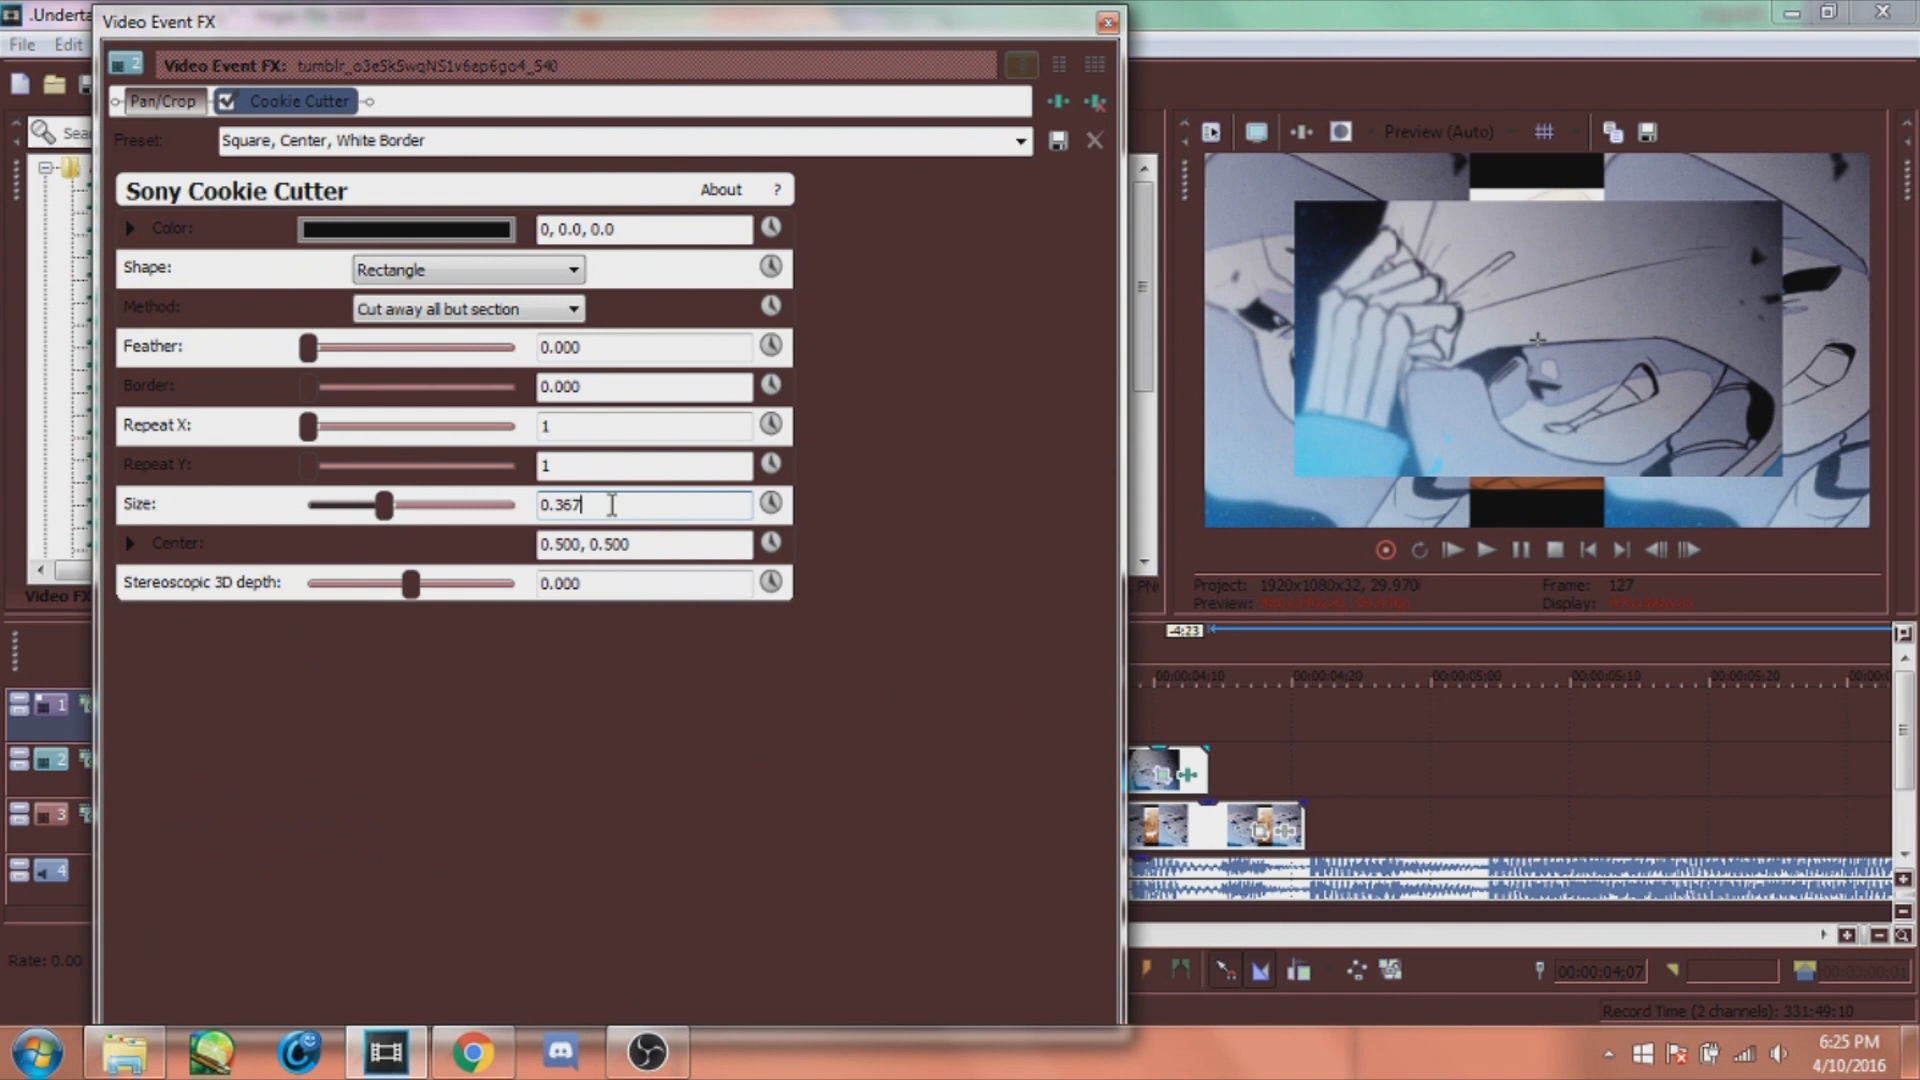 .Underta
Video Event FX
File Edit
2
Video Event FX: tumblr_o3e5k5wqNS1v6ep6go4_540
Pan/Crop
Cookie Cutter
Preset:
Square, Center, White Border
Preview (Auto)
Sea
Sony Cookie Cutter
About
?
Color:
0, 0.0, 0.0
Shape:
Rectangle
Method:
Cut away all but section
Feather:
0.000
Border:
0.000
Repeat X:
1
Repeat Y:
1
Size:
0.367
Center:
0.500, 0.500
Stereoscopic 3D depth:
0.000
Video FX
Project: 1920x1080x32, 29.970i
Frame: 127
Preview:
Display:
-4:23
00:00:04;10
00:00:04;20
00:00:05;00
00:00:05;10
00:00:05;20
1
2
3
4
Rate: 0.00
00:00:04;07
00:00:00;01
Record Time (2 channels): 331:49:10
6:25 PM
4/10/2016